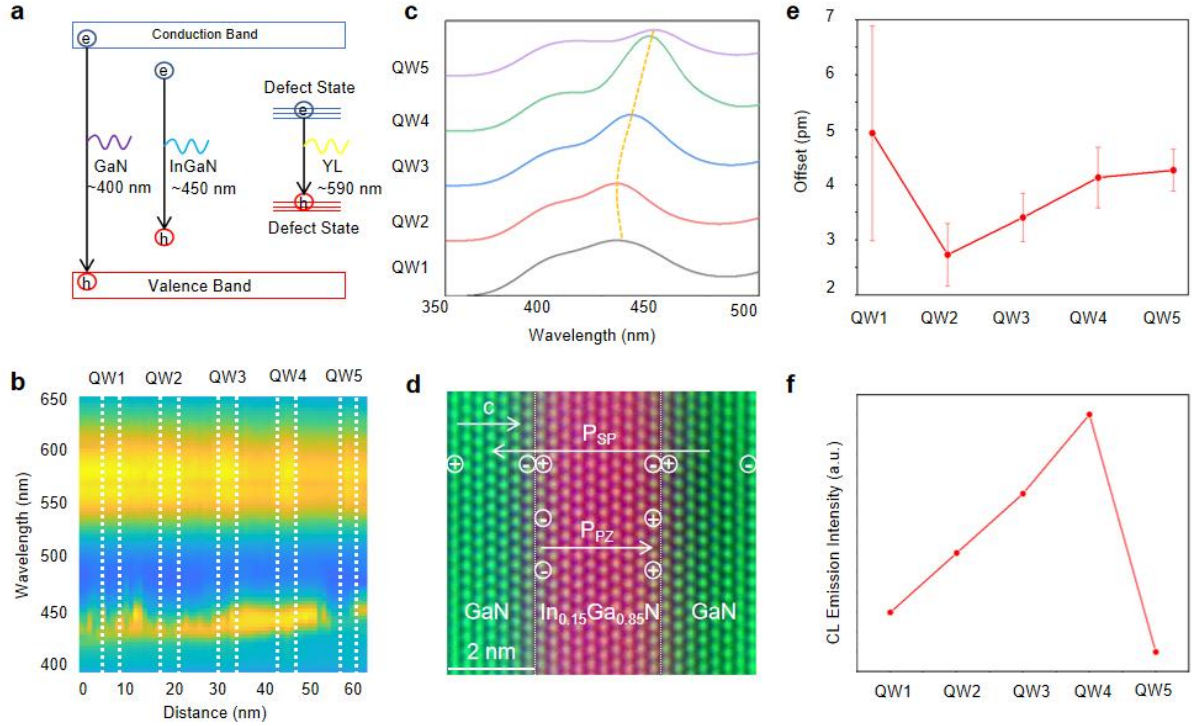 a
e
Conduction Band
e
Defect State
e
GaN
~400 nm
InGaN
~450 nm
YL
~590 nm
h
Defect State
h
h
Valence Band
b
QW1 QW2 QW3 QW4 QW5
650
600
550
500
450
400
Wavelength (nm)
0 10 20 30 40 50 60
Distance (nm)
c
QW5
QW4
QW3
QW2
QW1
350 400 450 500
Wavelength (nm)
d
c
P_SP
+ - + - + -
- +
P_PZ
- +
GaN In0.15Ga0.85N GaN
2 nm
e
7
6
5
4
3
2
Offset (pm)
QW1 QW2 QW3 QW4 QW5
f
CL Emission Intensity (a.u.)
QW1 QW2 QW3 QW4 QW5